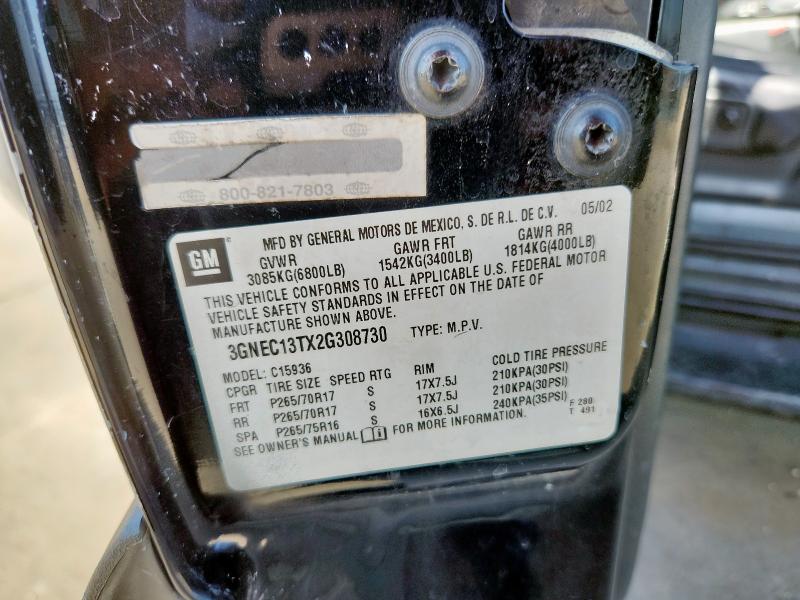 800-821-7803
GM MFD BY GENERAL MOTORS DE MEXICO, S. DE R.L. DE C.V. 05/02
GVWR GAWR FRT GAWR RR
3085KG(6800LB) 1542KG(3400LB) 1814KG(4000LB)
THIS VEHICLE CONFORMS TO ALL APPLICABLE U.S. FEDERAL MOTOR
VEHICLE SAFETY STANDARDS IN EFFECT ON THE DATE OF
MANUFACTURE SHOWN ABOVE.
3GNEC13TX2G308730 TYPE: M.P.V.
MODEL: C15936
CPGR TIRE SIZE SPEED RTG RIM COLD TIRE PRESSURE
FRT P265/70R17 S 17X7.5J 210KPA(30PSI)
RR P265/70R17 S 17X7.5J 210KPA(30PSI)
SPA P265/75R16 S 16X6.5J 240KPA(35PSI) F 280
T 491
SEE OWNER'S MANUAL FOR MORE INFORMATION.